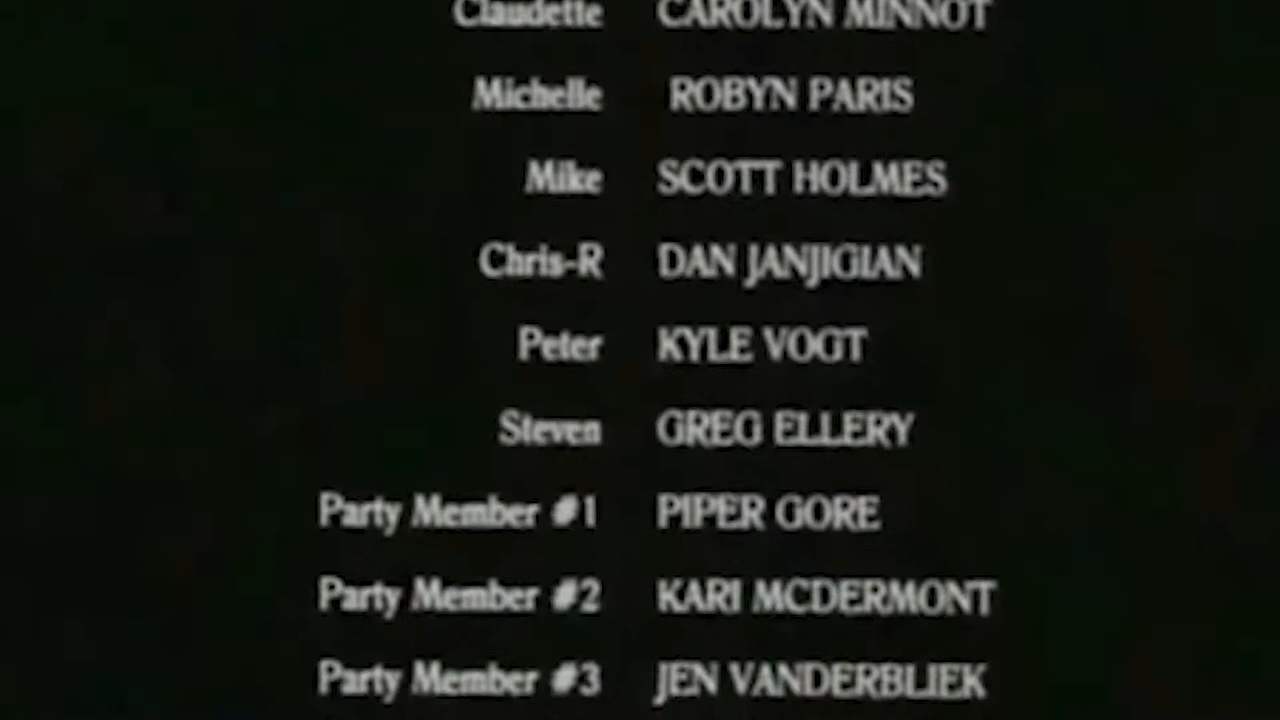 Claudette CAROLYN MINNOT
Michelle ROBYN PARIS
Mike SCOTT HOLMES
Chris-R DAN JANJIGIAN
Peter KYLE VOGT
Steven GREG ELLERY
Party Member #1 PIPER GORE
Party Member #2 KARI MCDERMONT
Party Member #3 JEN VANDERBLIEK